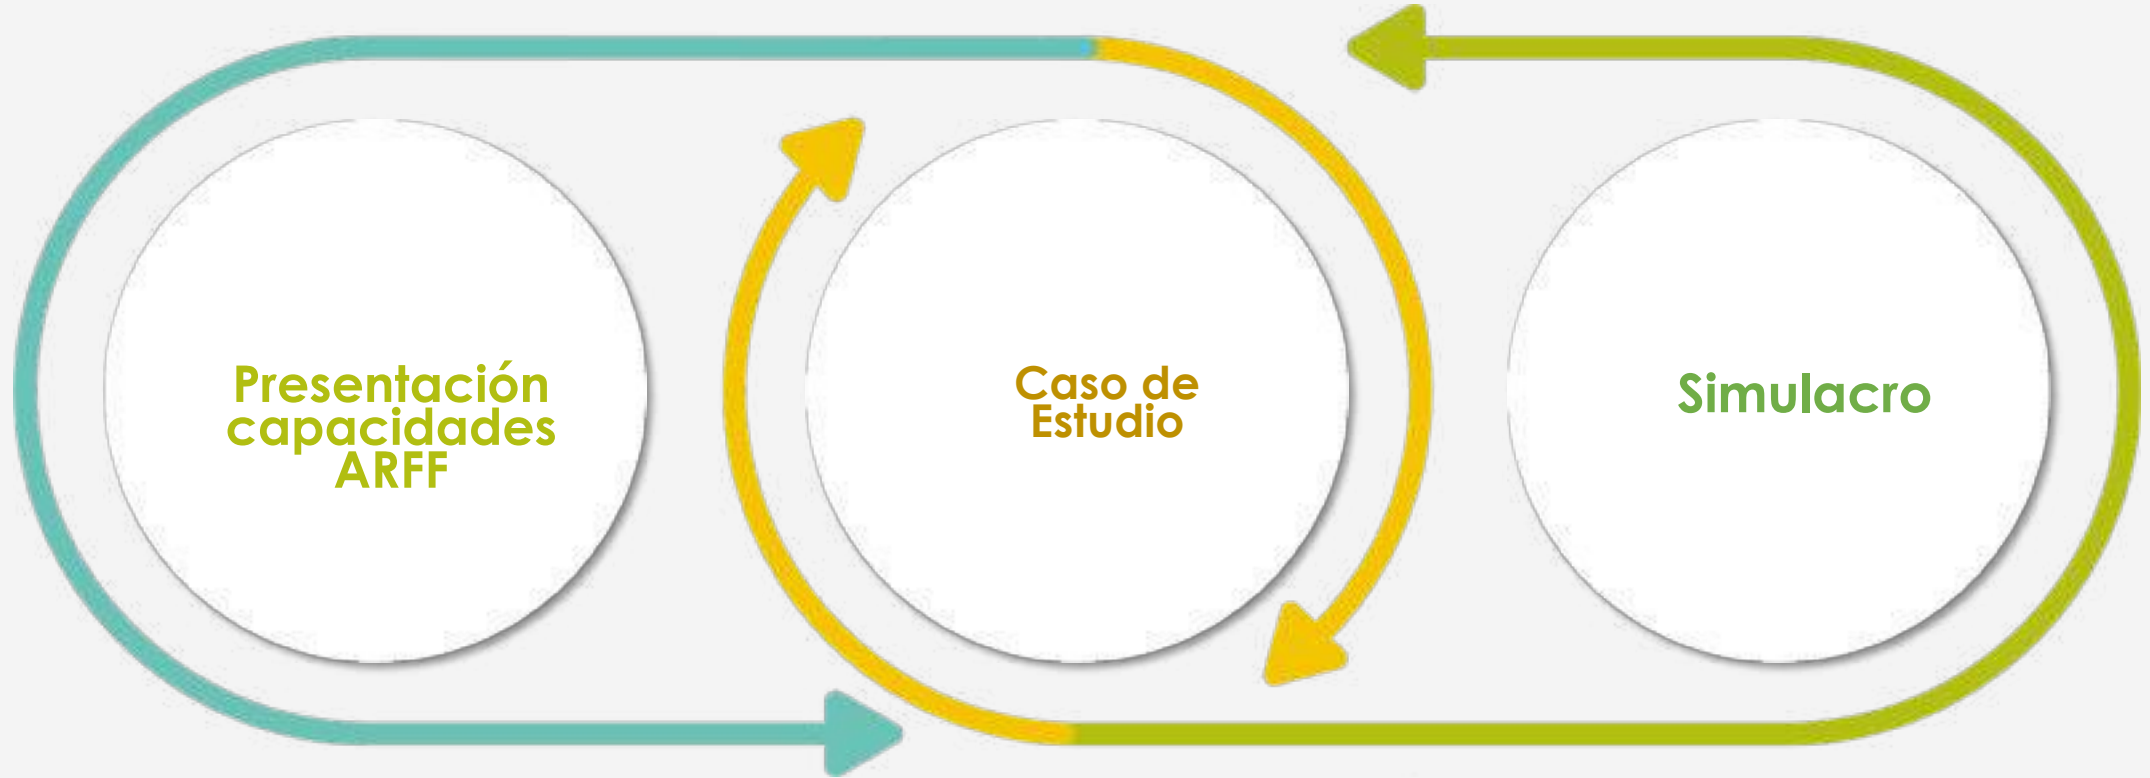 Presentación
capacidades
ARFF
Caso de
Estudio
Simulacro